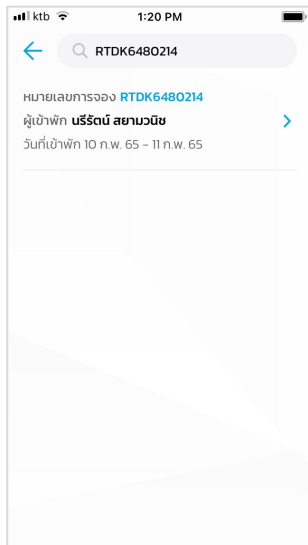 ktb 1:20 PM
RTDK6480214
หมายเลขการจอง RTDK6480214
ผู้เข้าพัก นรีรัตน์ สยามวนิช
วันที่เข้าพัก 10 ก.พ. 65 - 11 ก.พ. 65